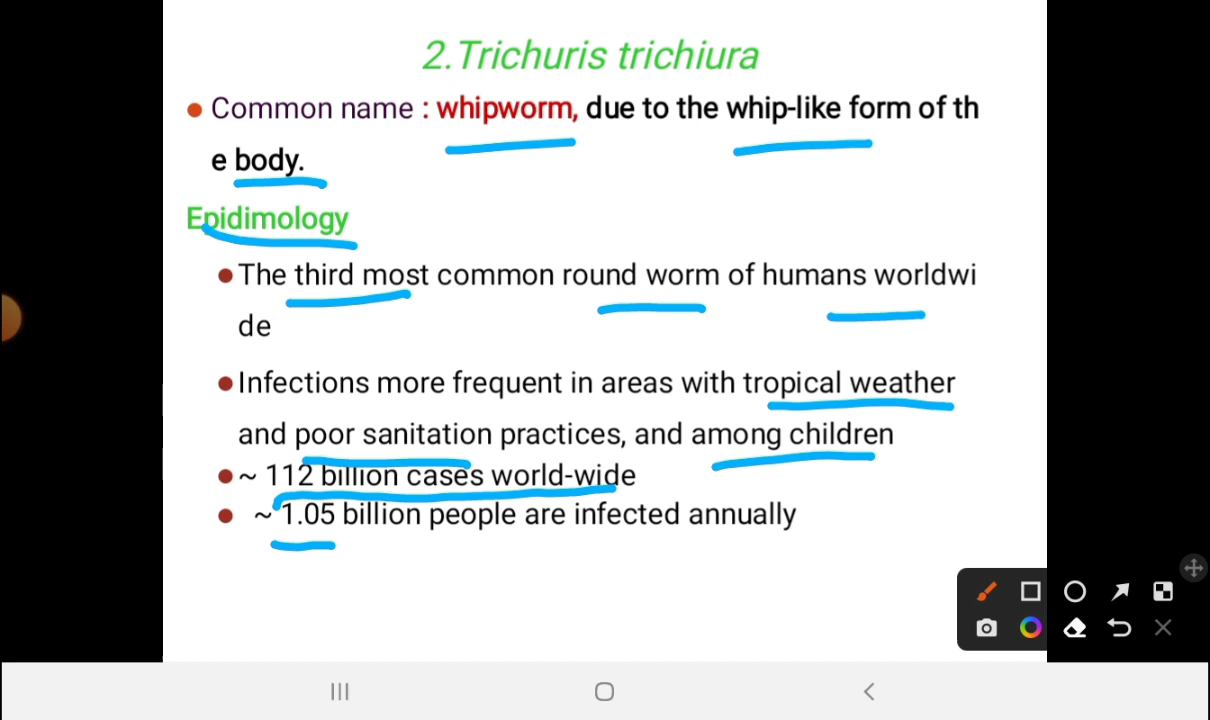 2.Trichuris trichiura
Common name : whipworm, due to the whip-like form of th
e body.
Epidimology
The third most common round worm of humans worldwi
de
Infections more frequent in areas with tropical weather
and poor sanitation practices, and among children
~ 112 billion cases world-wide
~ 1.05 billion people are infected annually